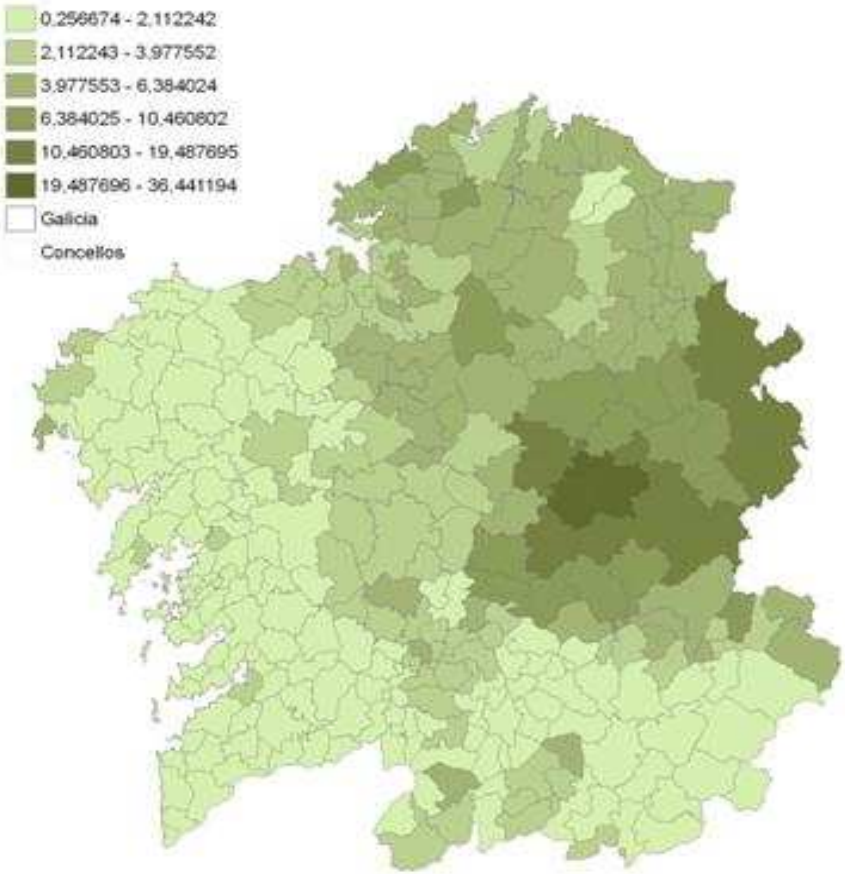 0,256674 - 2,112242
2,112243 - 3,977552
3,977553 - 6,384024
6,384025 - 10,460802
10,460803 - 19,487695
19,487696 - 36,441194
Galicia
Concellos